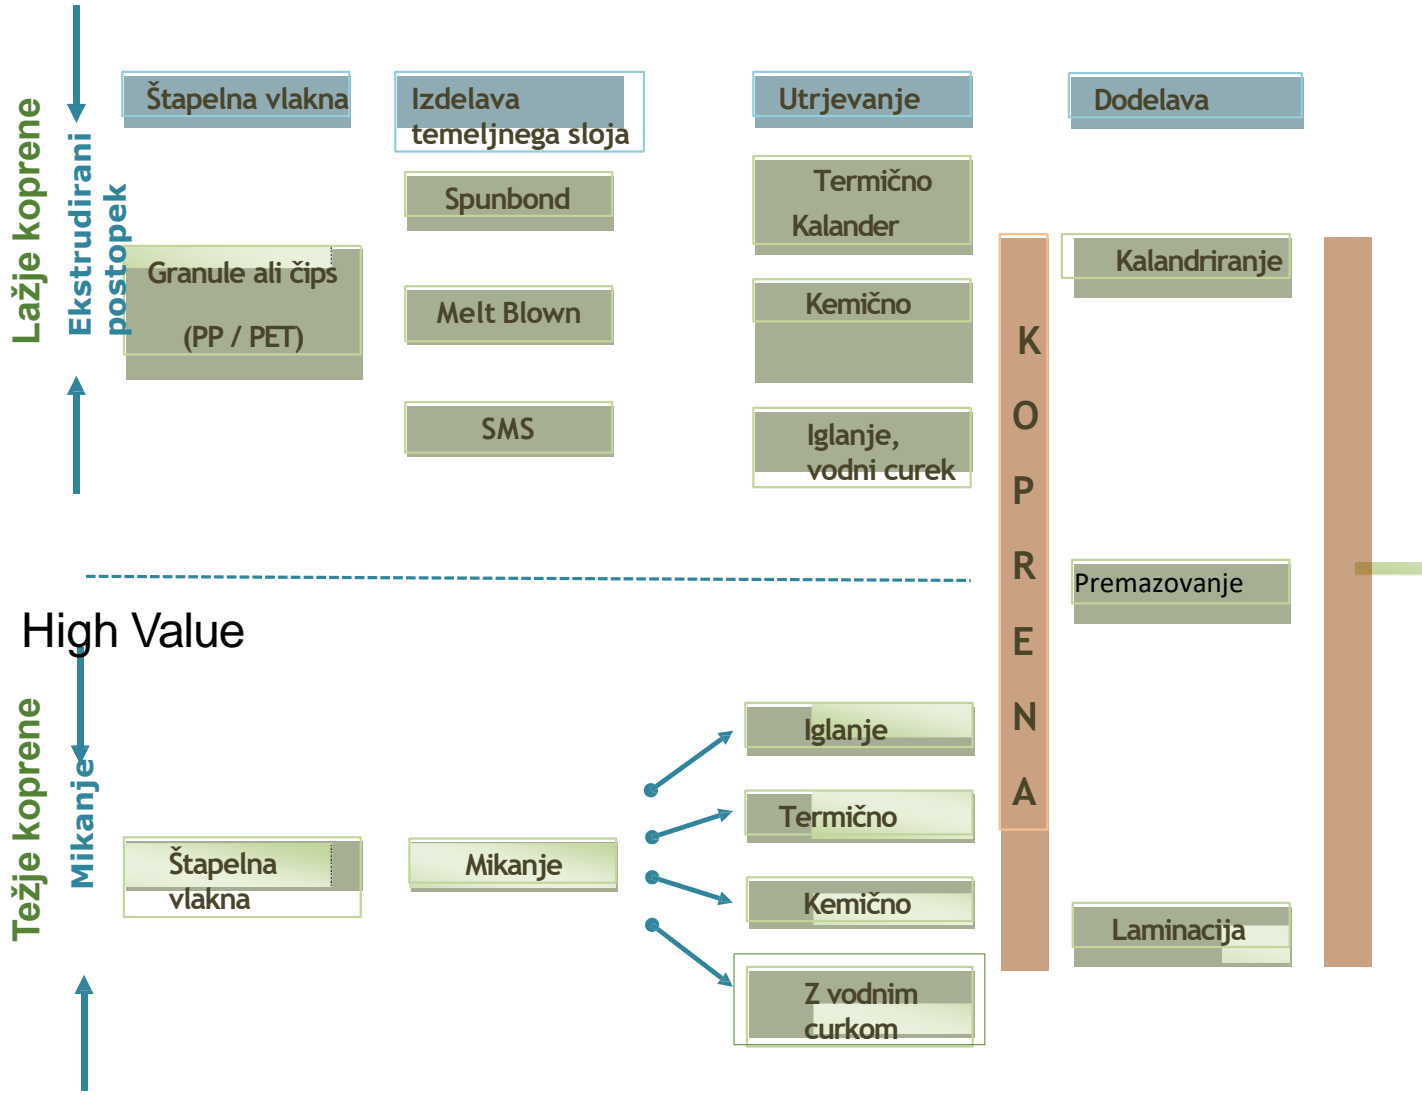 Štapelna vlakna
Izdelava
temeljnega sloja
Utrjevanje
Dodelava
Lažje koprene
Ekstrudirani
postopek
Granule ali čips
(PP / PET)
Spunbond
Melt Blown
SMS
Termično
Kalander
Kemično
Iglanje,
vodni curek
K
O
P
R
E
N
A
Kalandriranje
Premazovanje
Laminacija
High Value
Težje koprene
Mikanje
Štapelna
vlakna
Mikanje
Iglanje
Termično
Kemično
Z vodnim
curkom